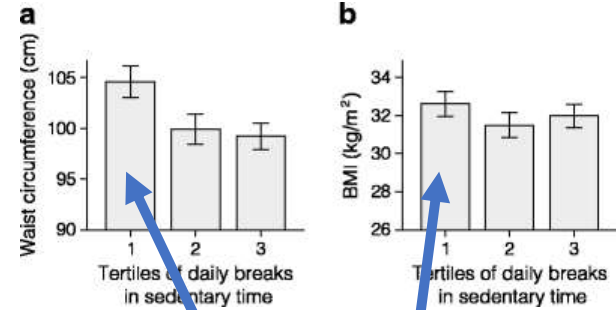 a
Waist circumference (cm)
105
100
95
90
1 2 3
Tertiles of daily breaks
in sedentary time
b
BMI (kg/m²)
34
32
30
28
26
1 2 3
Tertiles of daily breaks
in sedentary time